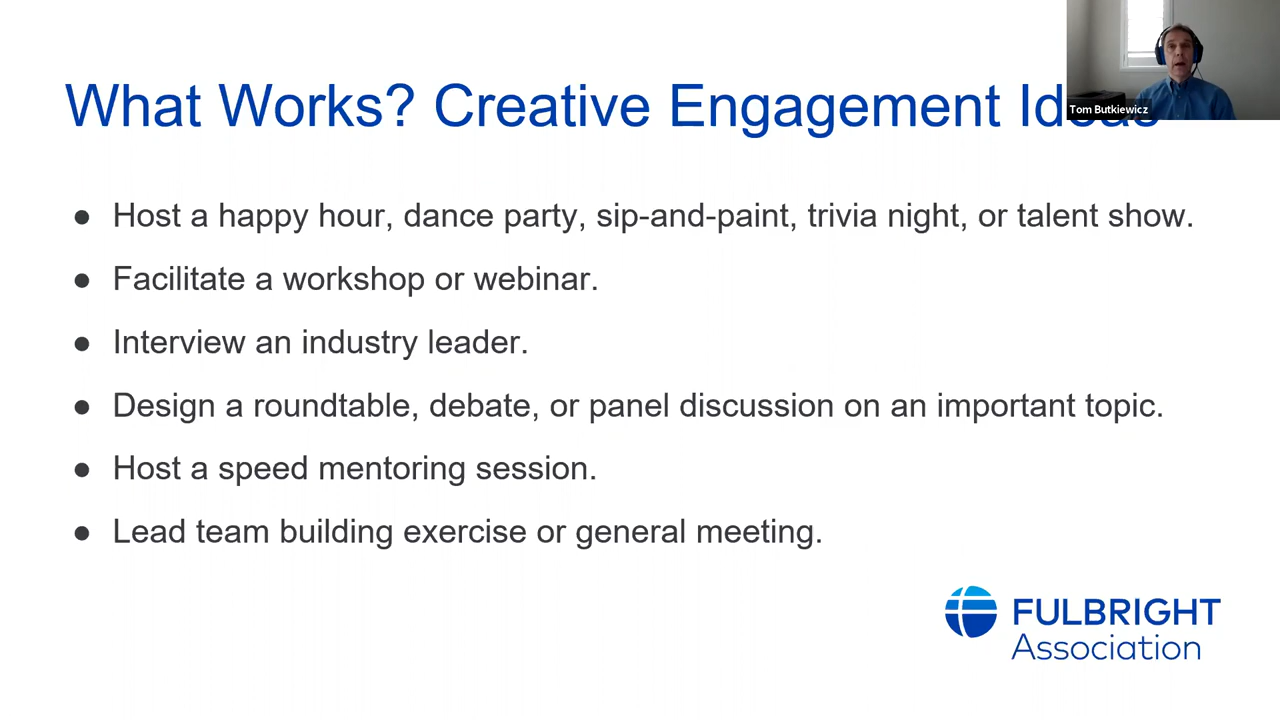 What Works? Creative Engagement Ideas
Tom Butkiewicz
● Host a happy hour, dance party, sip-and-paint, trivia night, or talent show.
● Facilitate a workshop or webinar.
● Interview an industry leader.
● Design a roundtable, debate, or panel discussion on an important topic.
● Host a speed mentoring session.
● Lead team building exercise or general meeting.
FULBRIGHT
Association